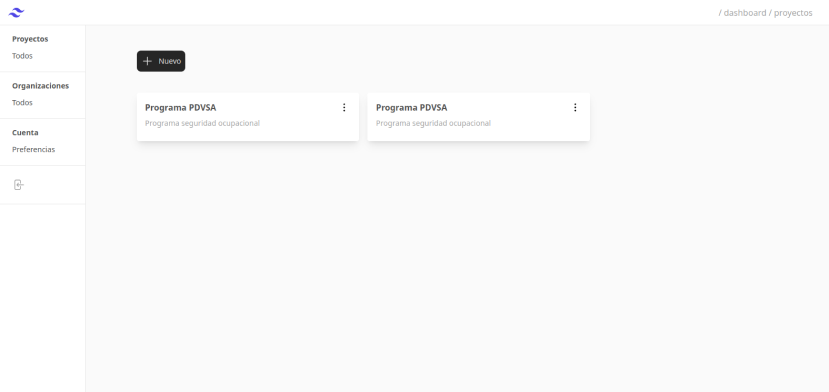 / dashboard / proyectos
Proyectos
Todos
Organizaciones
Todos
Cuenta
Preferencias
Nuevo
Programa PDVSA
Programa seguridad ocupacional
Programa PDVSA
Programa seguridad ocupacional